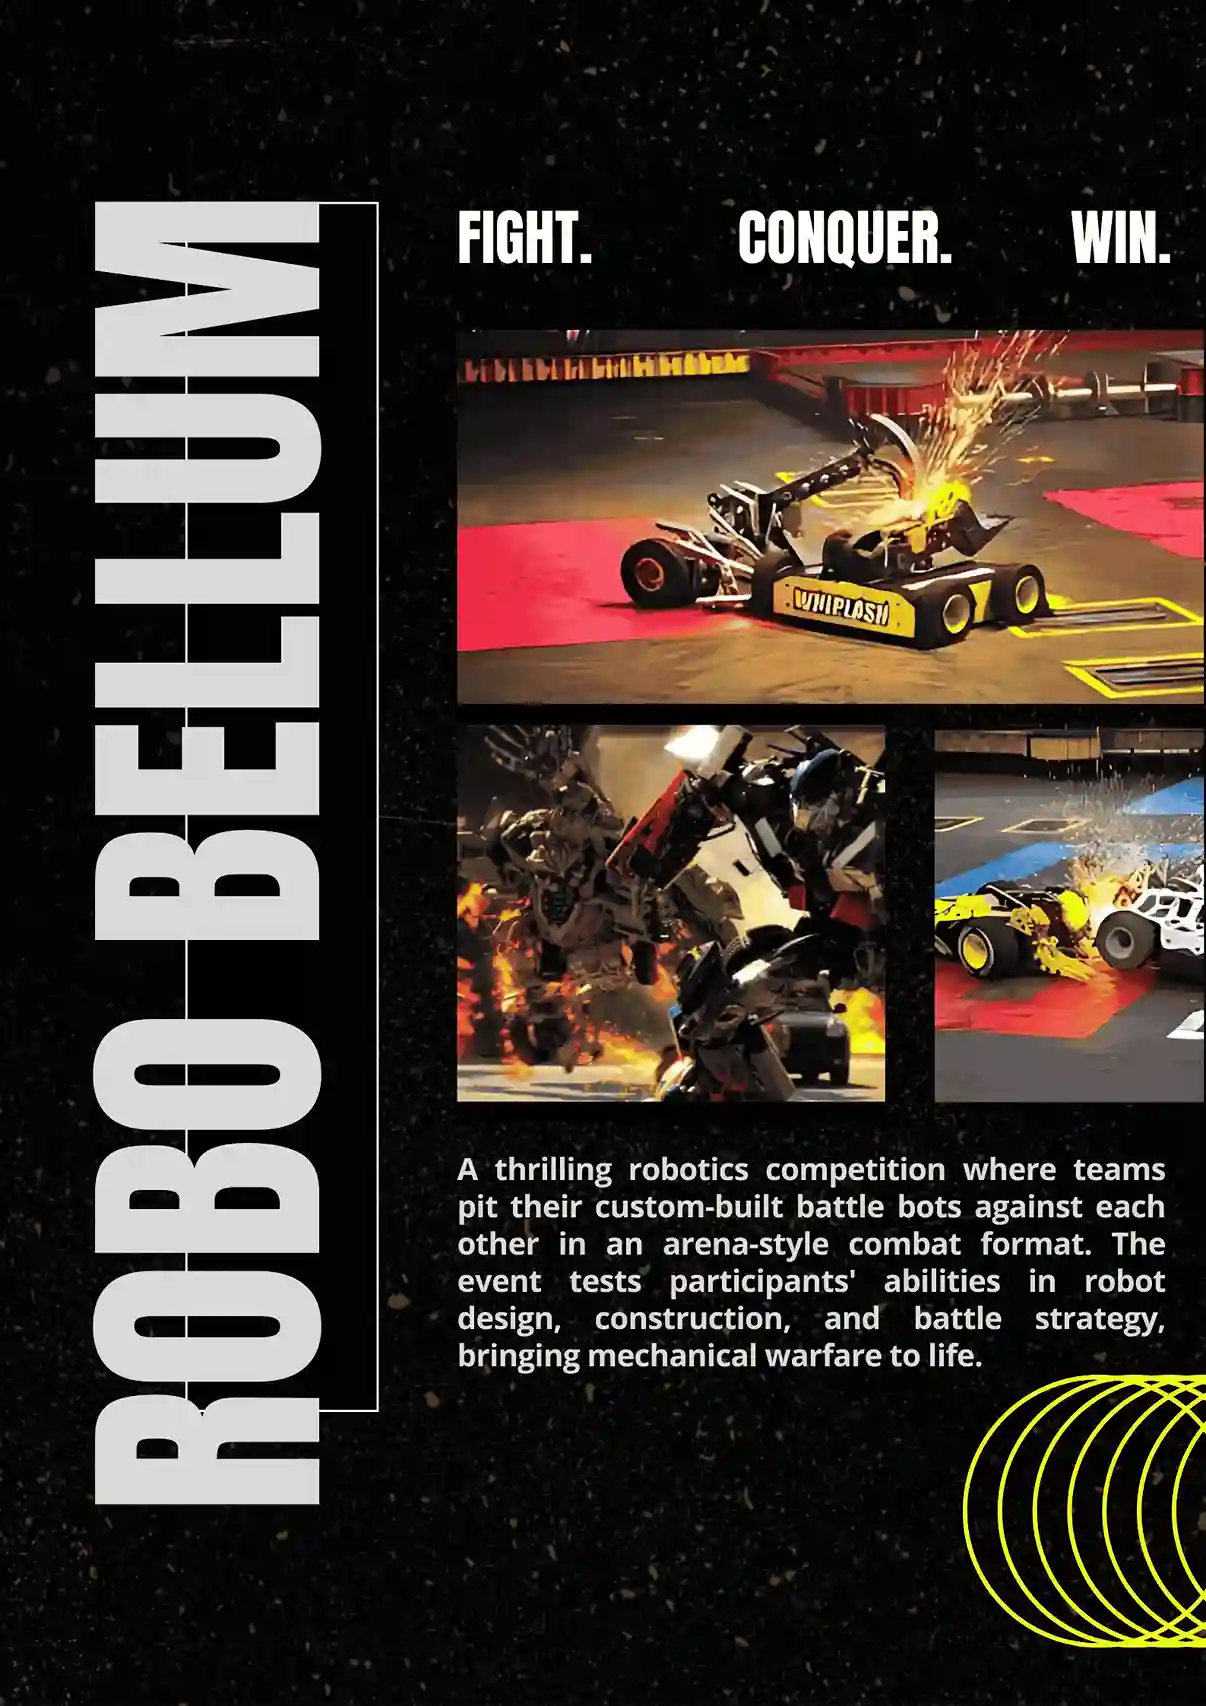 ROBO BELLUM
FIGHT. CONQUER. WIN.
WHIPLASH
A thrilling robotics competition where teams
pit their custom-built battle bots against each
other in an arena-style combat format. The
event tests participants' abilities in robot
design, construction, and battle strategy,
bringing mechanical warfare to life.